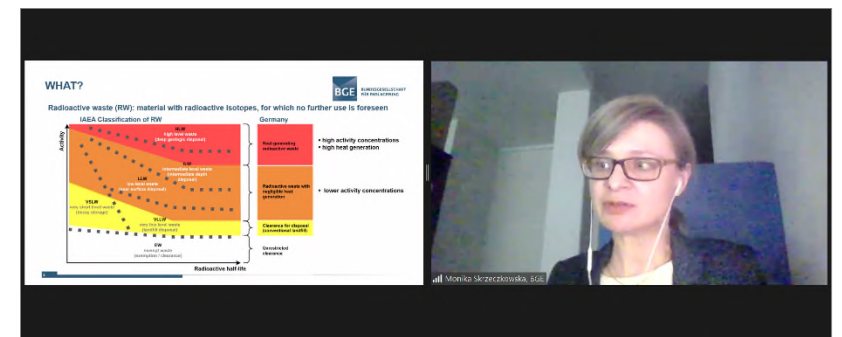 WHAT?
BGE BUNDESGESELLSCHAFT
FÜR ENDLAGERUNG
Radioactive waste (RW): material with radioactive isotopes, for which no further use is foreseen
IAEA Classification of RW
Germany
Activity
HLW
high level waste
(deep geologic disposal)
Heat-generating
radioactive waste
• high activity concentrations
• high heat generation
ILW
intermediate level waste
(intermediate depth
disposal)
LLW
low level waste
(near surface disposal)
Radioactive waste with
negligible heat
generation
• lower activity concentrations
VSLW
very short lived waste
(decay storage)
VLLW
very low level waste
(landfill disposal)
Clearance for disposal
(conventional landfill)
EW
exempt waste
(exemption / clearance)
Unrestricted
clearance
Radioactive half-life
Monika Skrzeczkowska, BGE